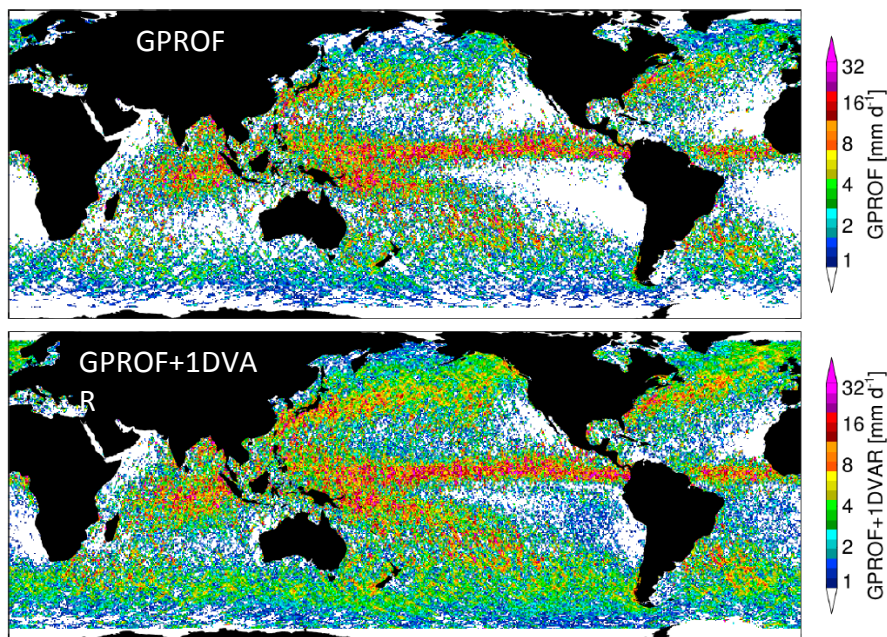 GPROF
32
16
8
4
2
1
GPROF [mm d⁻¹]
GPROF+1DVA
R
32
16
8
4
2
1
GPROF+1DVAR [mm d⁻¹]